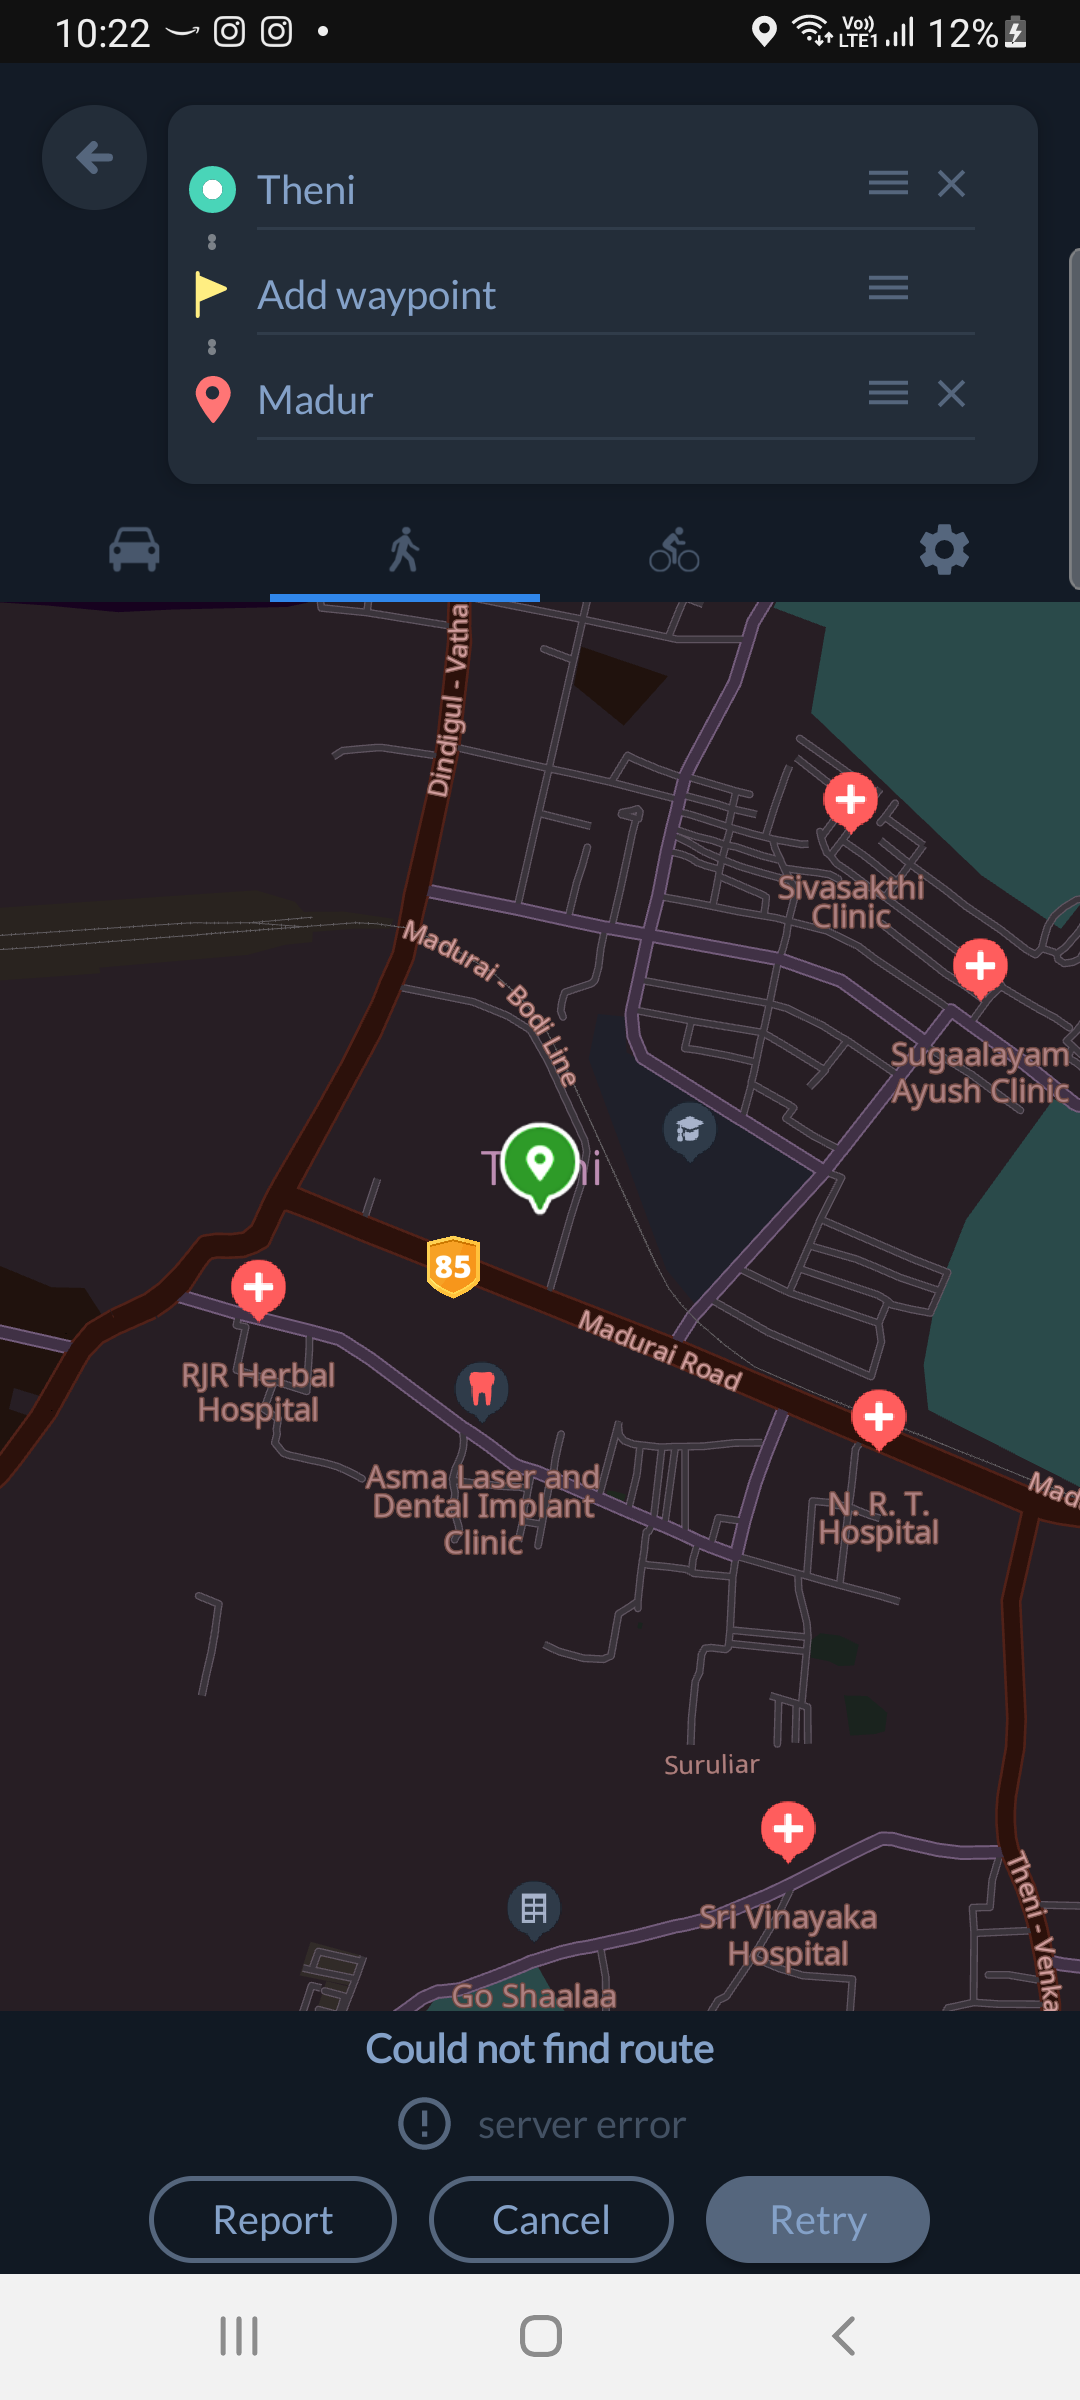 10:22
Vo))
LTE1
12%
Theni
Add waypoint
Madur
Dindigul - Vatha
Sivasakthi
Clinic
Madurai - Bodi Line
Sugaalayam
Ayush Clinic
85
Madurai Road
RJR Herbal
Hospital
Asma Laser and
Dental Implant
Clinic
Mad
N. R. T.
Hospital
Suruliar
Theni - Venka
Sri Vinayaka
Hospital
Go Shaalaa
Could not find route
server error
Report
Cancel
Retry